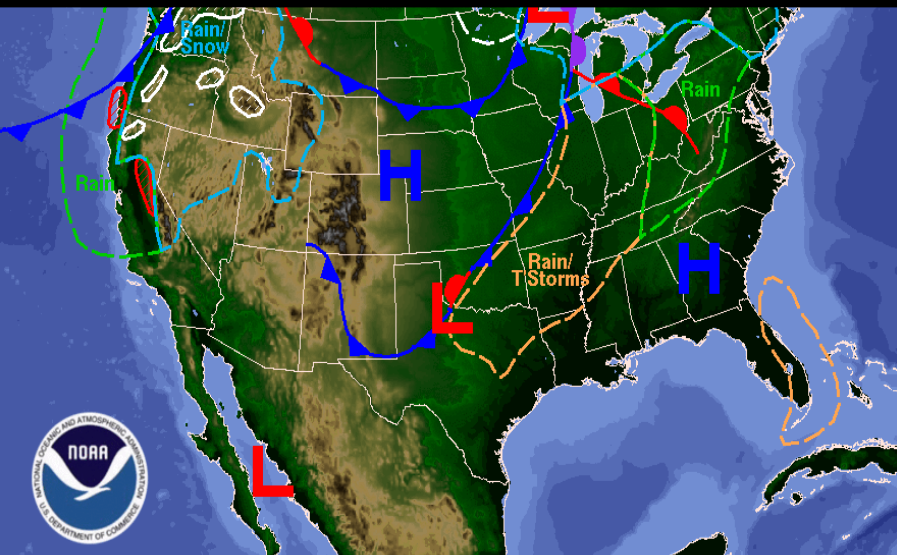 L
Rain/
Snow
Rain
H
Rain
H
Rain/
T Storms
L
L
NATIONAL OCEANIC AND ATMOSPHERIC ADMINISTRATION
NOAA
U.S. DEPARTMENT OF COMMERCE